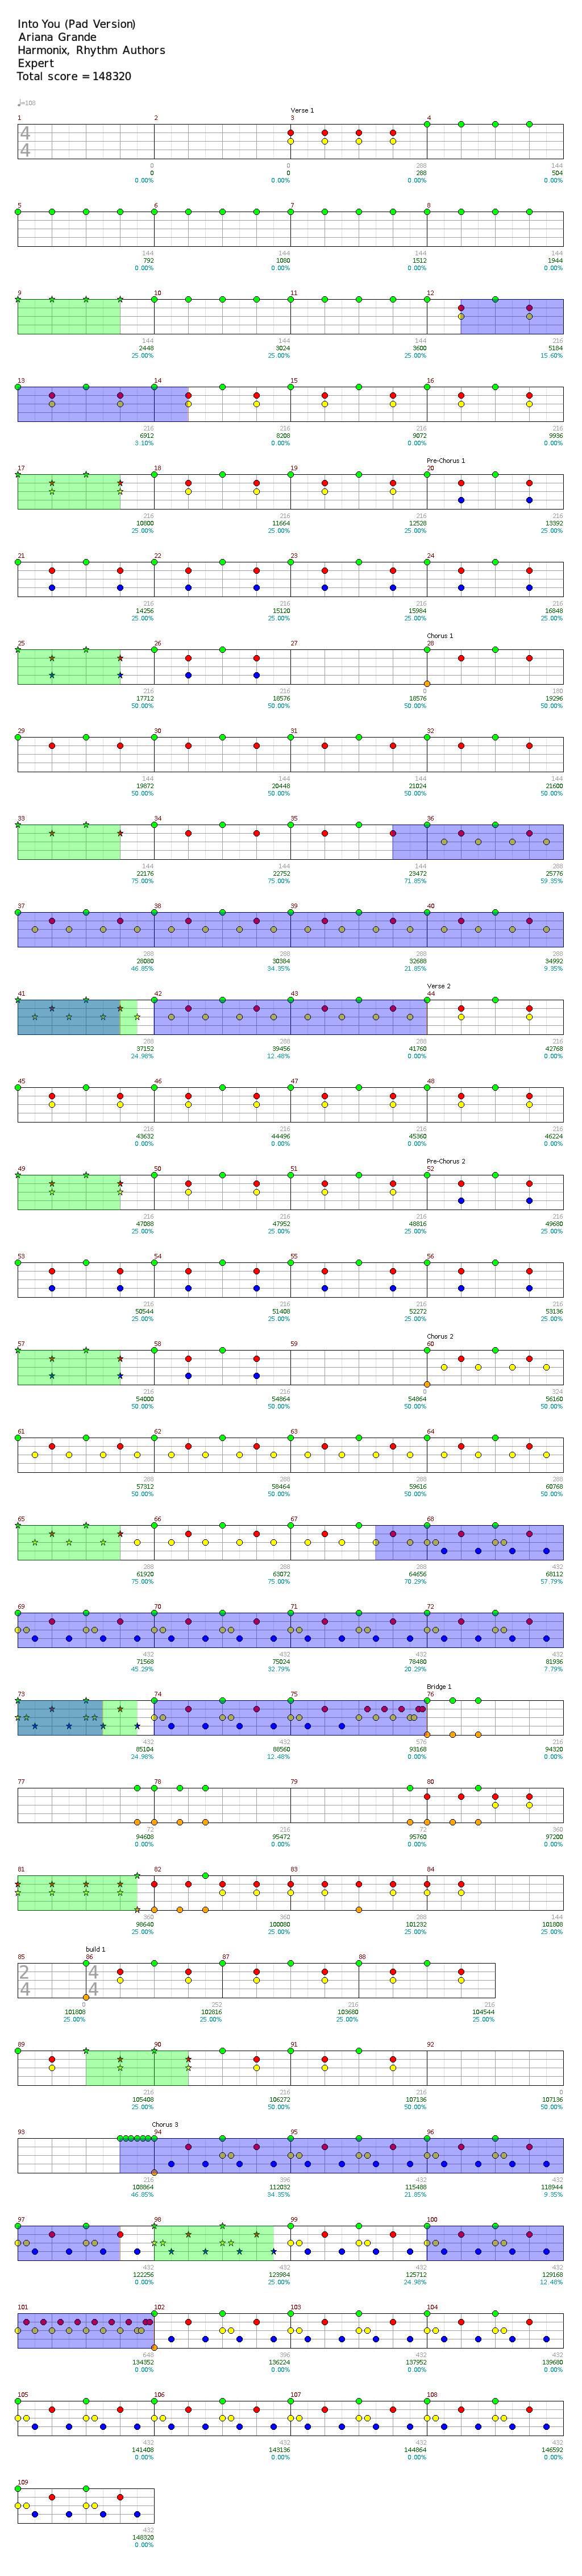 Into You (Pad Version)
Ariana Grande
Harmonix, Rhythm Authors
Expert
Total score = 148320
♩=108
Verse 1
1 2 3 4
4
4
0 0 288 144
0 0 288 504
0.00% 0.00% 0.00% 0.00%
5 6 7 8
144 144 144 144
792 1080 1512 1944
0.00% 0.00% 0.00% 0.00%
9 10 11 12
144 144 144 216
2448 3024 3600 5184
25.00% 25.00% 25.00% 15.60%
13 14 15 16
216 216 216 216
6912 8208 9072 9936
3.10% 0.00% 0.00% 0.00%
Pre-Chorus 1
17 18 19 20
216 216 216 216
10800 11664 12528 13392
25.00% 25.00% 25.00% 25.00%
21 22 23 24
216 216 216 216
14256 15120 15984 16848
25.00% 25.00% 25.00% 25.00%
Chorus 1
25 26 27 28
216 216 0 180
17712 18576 18576 19296
50.00% 50.00% 50.00% 50.00%
29 30 31 32
144 144 144 144
19872 20448 21024 21600
50.00% 50.00% 50.00% 50.00%
33 34 35 36
144 144 144 288
22176 22752 23472 25776
75.00% 75.00% 71.85% 59.35%
37 38 39 40
288 288 288 288
28080 30384 32688 34992
46.85% 34.35% 21.85% 9.35%
Verse 2
41 42 43 44
288 288 288 216
37152 39456 41760 42768
24.98% 12.48% 0.00% 0.00%
45 46 47 48
216 216 216 216
43632 44496 45360 46224
0.00% 0.00% 0.00% 0.00%
Pre-Chorus 2
49 50 51 52
216 216 216 216
47088 47952 48816 49680
25.00% 25.00% 25.00% 25.00%
53 54 55 56
216 216 216 216
50544 51408 52272 53136
25.00% 25.00% 25.00% 25.00%
Chorus 2
57 58 59 60
216 216 0 324
54000 54864 54864 56160
50.00% 50.00% 50.00% 50.00%
61 62 63 64
288 288 288 288
57312 58464 59616 60768
50.00% 50.00% 50.00% 50.00%
65 66 67 68
288 288 288 432
61920 63072 64656 68112
75.00% 75.00% 70.29% 57.79%
69 70 71 72
432 432 432 432
71568 75024 78480 81936
45.29% 32.79% 20.29% 7.79%
Bridge 1
73 74 75 76
432 432 576 216
85104 88560 93168 94320
24.98% 12.48% 0.00% 0.00%
77 78 79 80
72 216 72 360
94608 95472 95760 97200
0.00% 0.00% 0.00% 0.00%
81 82 83 84
360 360 288 144
98640 100080 101232 101808
25.00% 25.00% 25.00% 25.00%
build 1
85 86 87 88
2
4
4
4
0 252 216 216
101808 102816 103680 104544
25.00% 25.00% 25.00% 25.00%
89 90 91 92
216 216 216 0
105408 106272 107136 107136
25.00% 50.00% 50.00% 50.00%
Chorus 3
93 94 95 96
216 396 432 432
108864 112032 115488 118944
46.85% 34.35% 21.85% 9.35%
97 98 99 100
432 432 432 432
122256 123984 125712 129168
0.00% 25.00% 24.98% 12.48%
101 102 103 104
648 396 432 432
134352 136224 137952 139680
0.00% 0.00% 0.00% 0.00%
105 106 107 108
432 432 432 432
141408 143136 144864 146592
0.00% 0.00% 0.00% 0.00%
109
432
148320
0.00%